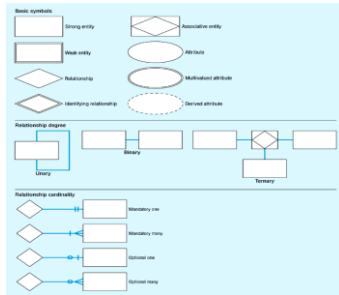 Basic symbols
Strong entity
Associative entity
Weak entity
Attribute
Relationship
Multivalued attribute
Identifying relationship
Derived attribute
Relationship degree
Unary
Binary
Ternary
Relationship cardinality
Mandatory one
Mandatory many
Optional one
Optional many